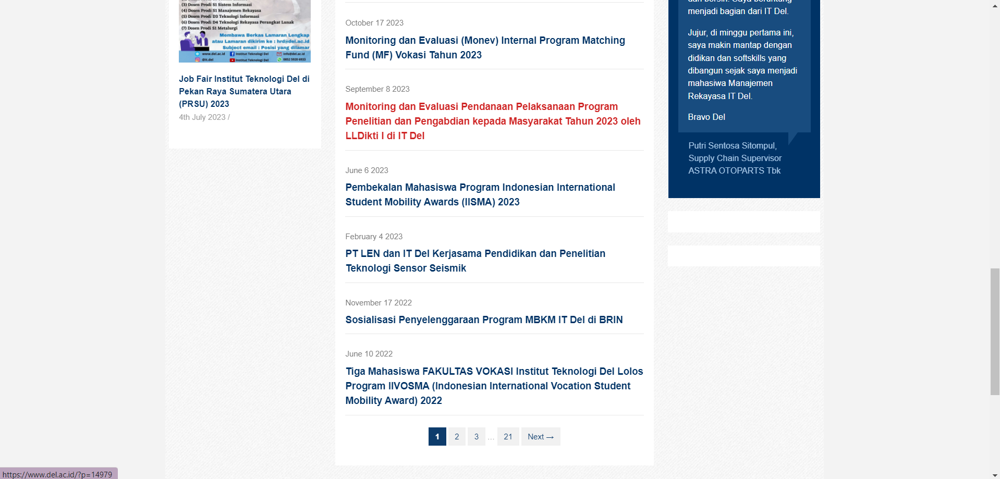 (3) Dosen Prodi S1 Sistem Informasi
(4) Dosen Prodi S1 Manajemen Rekayasa
(5) Dosen Prodi D3 Teknologi Informasi
(6) Dosen Prodi D4 Teknologi Rekayasa Perangkat Lunak
(7) Dosen Prodi S1 Metalurgi
Membawa Berkas Lamaran Lengkap
atau Lamaran dikirim ke : hrd@del.ac.id
Subject email : Posisi yang dilamar
www.del.ac.id Institut Teknologi Del info@del.ac.id
@it.del Institut Teknologi Del 0852 5920 6933
Job Fair Institut Teknologi Del di
Pekan Raya Sumatera Utara
(PRSU) 2023
4th July 2023 /
October 17 2023
Monitoring dan Evaluasi (Monev) Internal Program Matching
Fund (MF) Vokasi Tahun 2023
September 8 2023
Monitoring dan Evaluasi Pendanaan Pelaksanaan Program
Penelitian dan Pengabdian kepada Masyarakat Tahun 2023 oleh
LLDikti I di IT Del
June 6 2023
Pembekalan Mahasiswa Program Indonesian International
Student Mobility Awards (IISMA) 2023
February 4 2023
PT LEN dan IT Del Kerjasama Pendidikan dan Penelitian
Teknologi Sensor Seismik
November 17 2022
Sosialisasi Penyelenggaraan Program MBKM IT Del di BRIN
June 10 2022
Tiga Mahasiswa FAKULTAS VOKASI Institut Teknologi Del Lolos
Program IIVOSMA (Indonesian International Vocation Student
Mobility Award) 2022
1 2 3 ... 21 Next →
menjadi bagian dari IT Del.
Jujur, di minggu pertama ini,
saya makin mantap dengan
didikan dan softskills yang
dibangun sejak saya menjadi
mahasiwa Manajemen
Rekayasa IT Del.
Bravo Del
Putri Sentosa Sitompul,
Supply Chain Supervisor
ASTRA OTOPARTS Tbk
https://www.del.ac.id/?p=14979